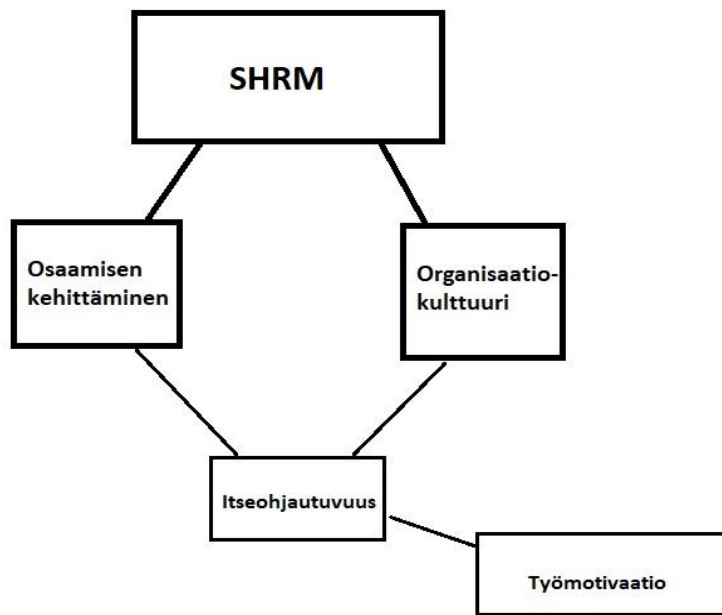 SHRM
Osaamisen
kehittäminen
Organisaatio-
kulttuuri
Itseohjautuvuus
Työmotivaatio